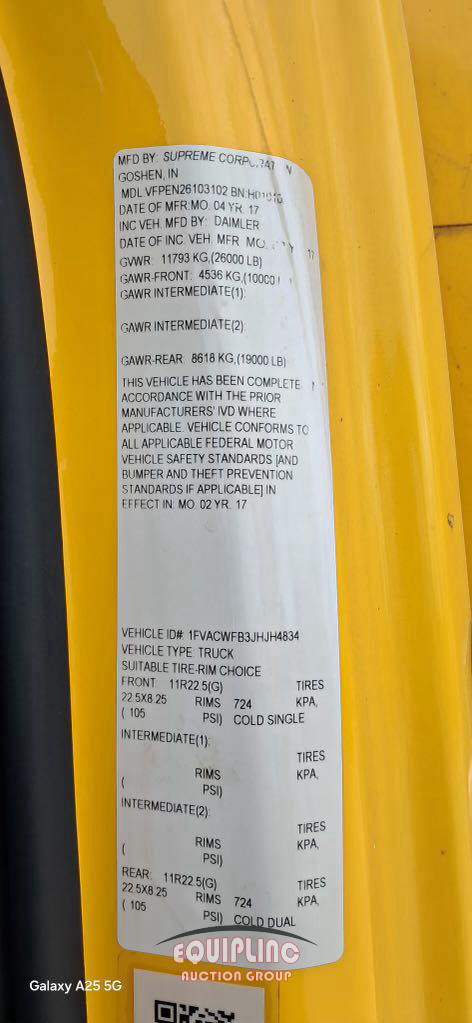 MFD BY: SUPREME CORPORATION
GOSHEN, IN
MDL VFPEN26103102 BN:
DATE OF MFR: MO. 04 YR. 17
INC VEH. MFD BY: DAIMLER
DATE OF INC. VEH. MFR MO. 17
GVWR: 11793 KG,(26000 LB)
GAWR-FRONT: 4536 KG,(10000
GAWR INTERMEDIATE(1):
GAWR INTERMEDIATE(2):
GAWR-REAR: 8618 KG,(19000 LB)
THIS VEHICLE HAS BEEN COMPLETE
ACCORDANCE WITH THE PRIOR
MANUFACTURERS' IVD WHERE
APPLICABLE. VEHICLE CONFORMS TO
ALL APPLICABLE FEDERAL MOTOR
VEHICLE SAFETY STANDARDS [AND
BUMPER AND THEFT PREVENTION
STANDARDS IF APPLICABLE] IN
EFFECT IN: MO. 02 YR. 17
VEHICLE ID# 1FVACWFB3JHJH4834
VEHICLE TYPE: TRUCK
SUITABLE TIRE-RIM CHOICE
FRONT: 11R22.5(G) TIRES
22.5X8.25 RIMS 724 KPA,
( 105 PSI) COLD SINGLE
INTERMEDIATE(1):
TIRES
RIMS KPA,
( PSI)
INTERMEDIATE(2):
TIRES
RIMS KPA,
( PSI)
REAR: 11R22.5(G) TIRES
22.5X8.25 RIMS 724 KPA,
( 105 PSI) COLD DUAL
EQUIPLINC
AUCTION GROUP
Galaxy A25 5G